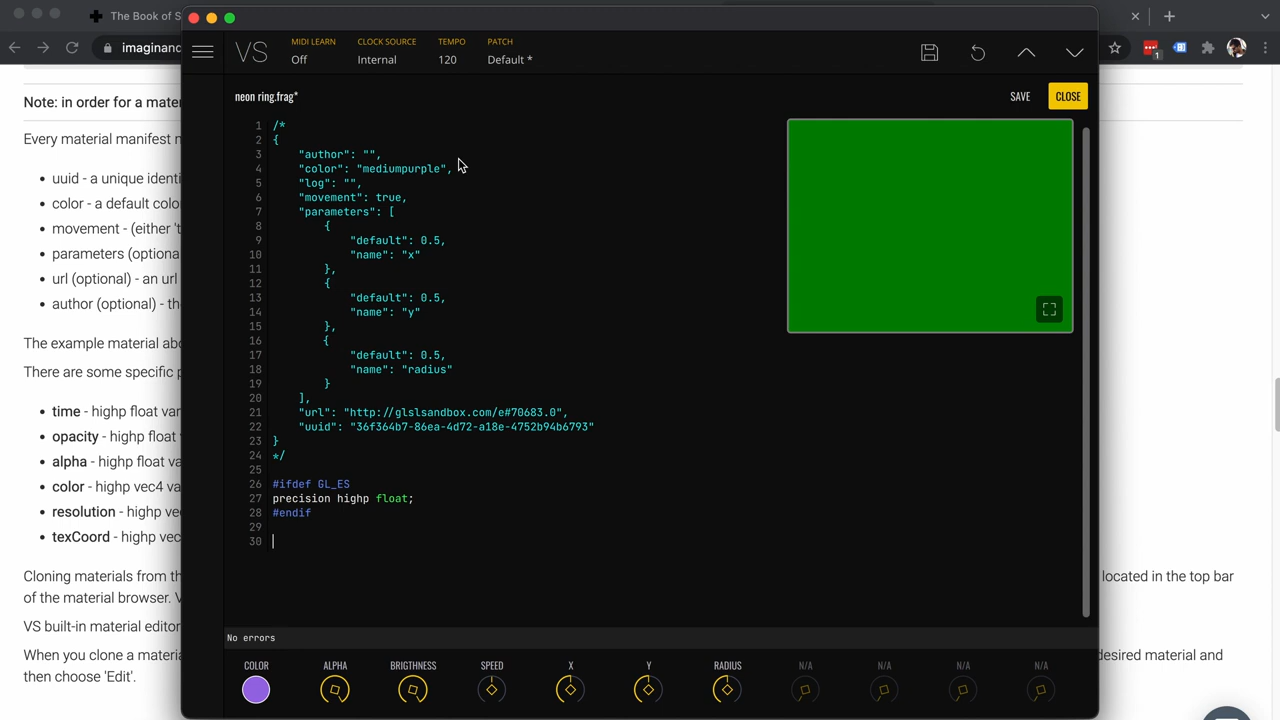 The Book of S
imaginand
VS
MIDI LEARN
Off
CLOCK SOURCE
Internal
TEMPO
120
PATCH
Default *
neon ring.frag*
SAVE
CLOSE
1 /*
2 {
3 "author": "",
4 "color": "mediumpurple",
5 "log": "",
6 "movement": true,
7 "parameters": [
8 {
9 "default": 0.5,
10 "name": "x"
11 },
12 {
13 "default": 0.5,
14 "name": "y"
15 },
16 {
17 "default": 0.5,
18 "name": "radius"
19 }
20 ],
21 "url": "http://glslsandbox.com/e#70683.0",
22 "uuid": "36f364b7-86ea-4d72-a18e-4752b94b6793"
23 }
24 */
25
26 #ifdef GL_ES
27 precision highp float;
28 #endif
29
30
No errors
COLOR
ALPHA
BRIGTHNESS
SPEED
X
Y
RADIUS
N/A
N/A
N/A
N/A
1
Note: in order for a mater
Every material manifest m
• uuid - a unique identi
• color - a default colo
• movement - (either 't
• parameters (optiona
• url (optional) - an url
• author (optional) - th
The example material abo
There are some specific p
• time - highp float var
• opacity - highp float v
• alpha - highp float va
• color - highp vec4 va
• resolution - highp vec
• texCoord - highp vec
Cloning materials from th
located in the top bar
of the material browser. V
VS built-in material editor
When you clone a materia
desired material and
then choose 'Edit'.